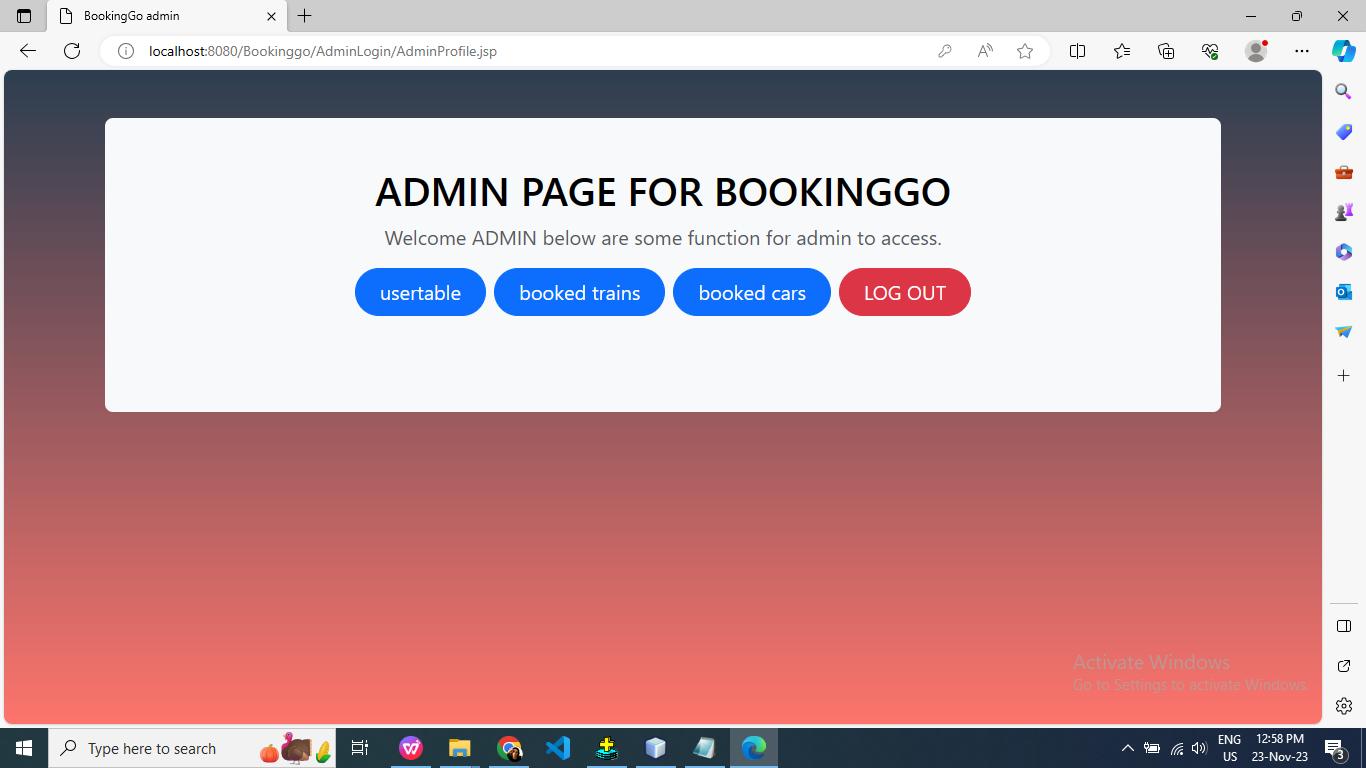 BookingGo admin
localhost:8080/Bookinggo/AdminLogin/AdminProfile.jsp
ADMIN PAGE FOR BOOKINGGO
Welcome ADMIN below are some function for admin to access.
usertable booked trains booked cars LOG OUT
Activate Windows
Go to Settings to activate Windows.
Type here to search
ENG
US
12:58 PM
23-Nov-23
3